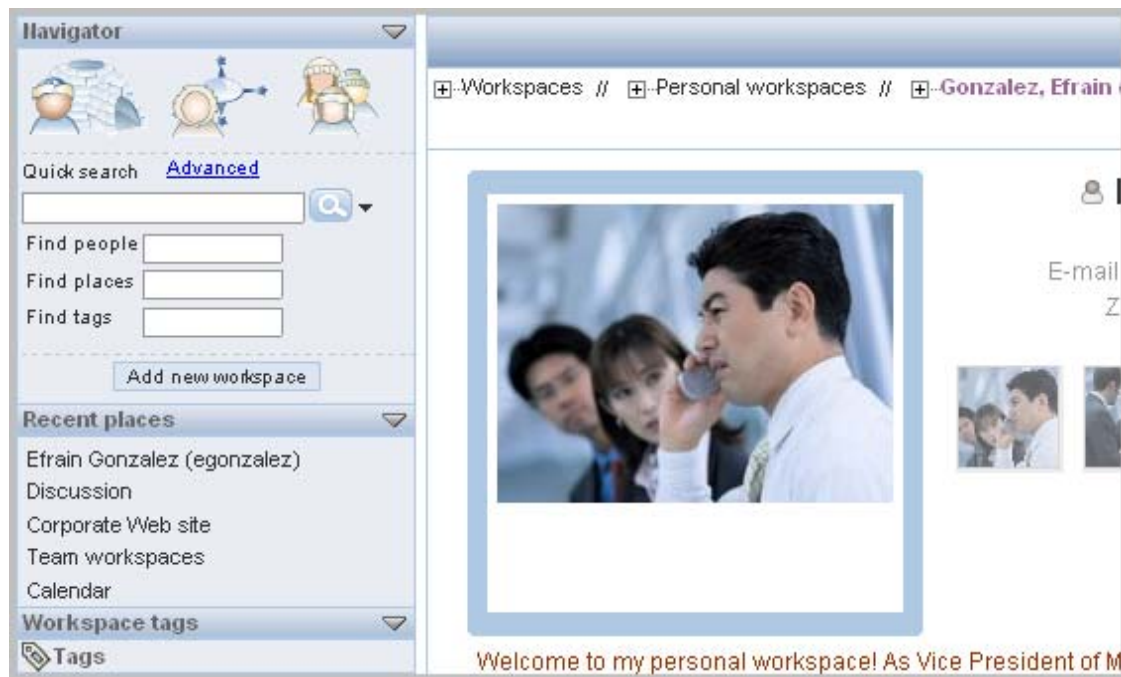 Navigator
Quick search Advanced
Find people
Find places
Find tags
Add new workspace
Recent places
Efrain Gonzalez (egonzalez)
Discussion
Corporate Web site
Team workspaces
Calendar
Workspace tags
Tags
Workspaces // Personal workspaces // Gonzalez, Efrain
E-mail
Z
Welcome to my personal workspace! As Vice President of M